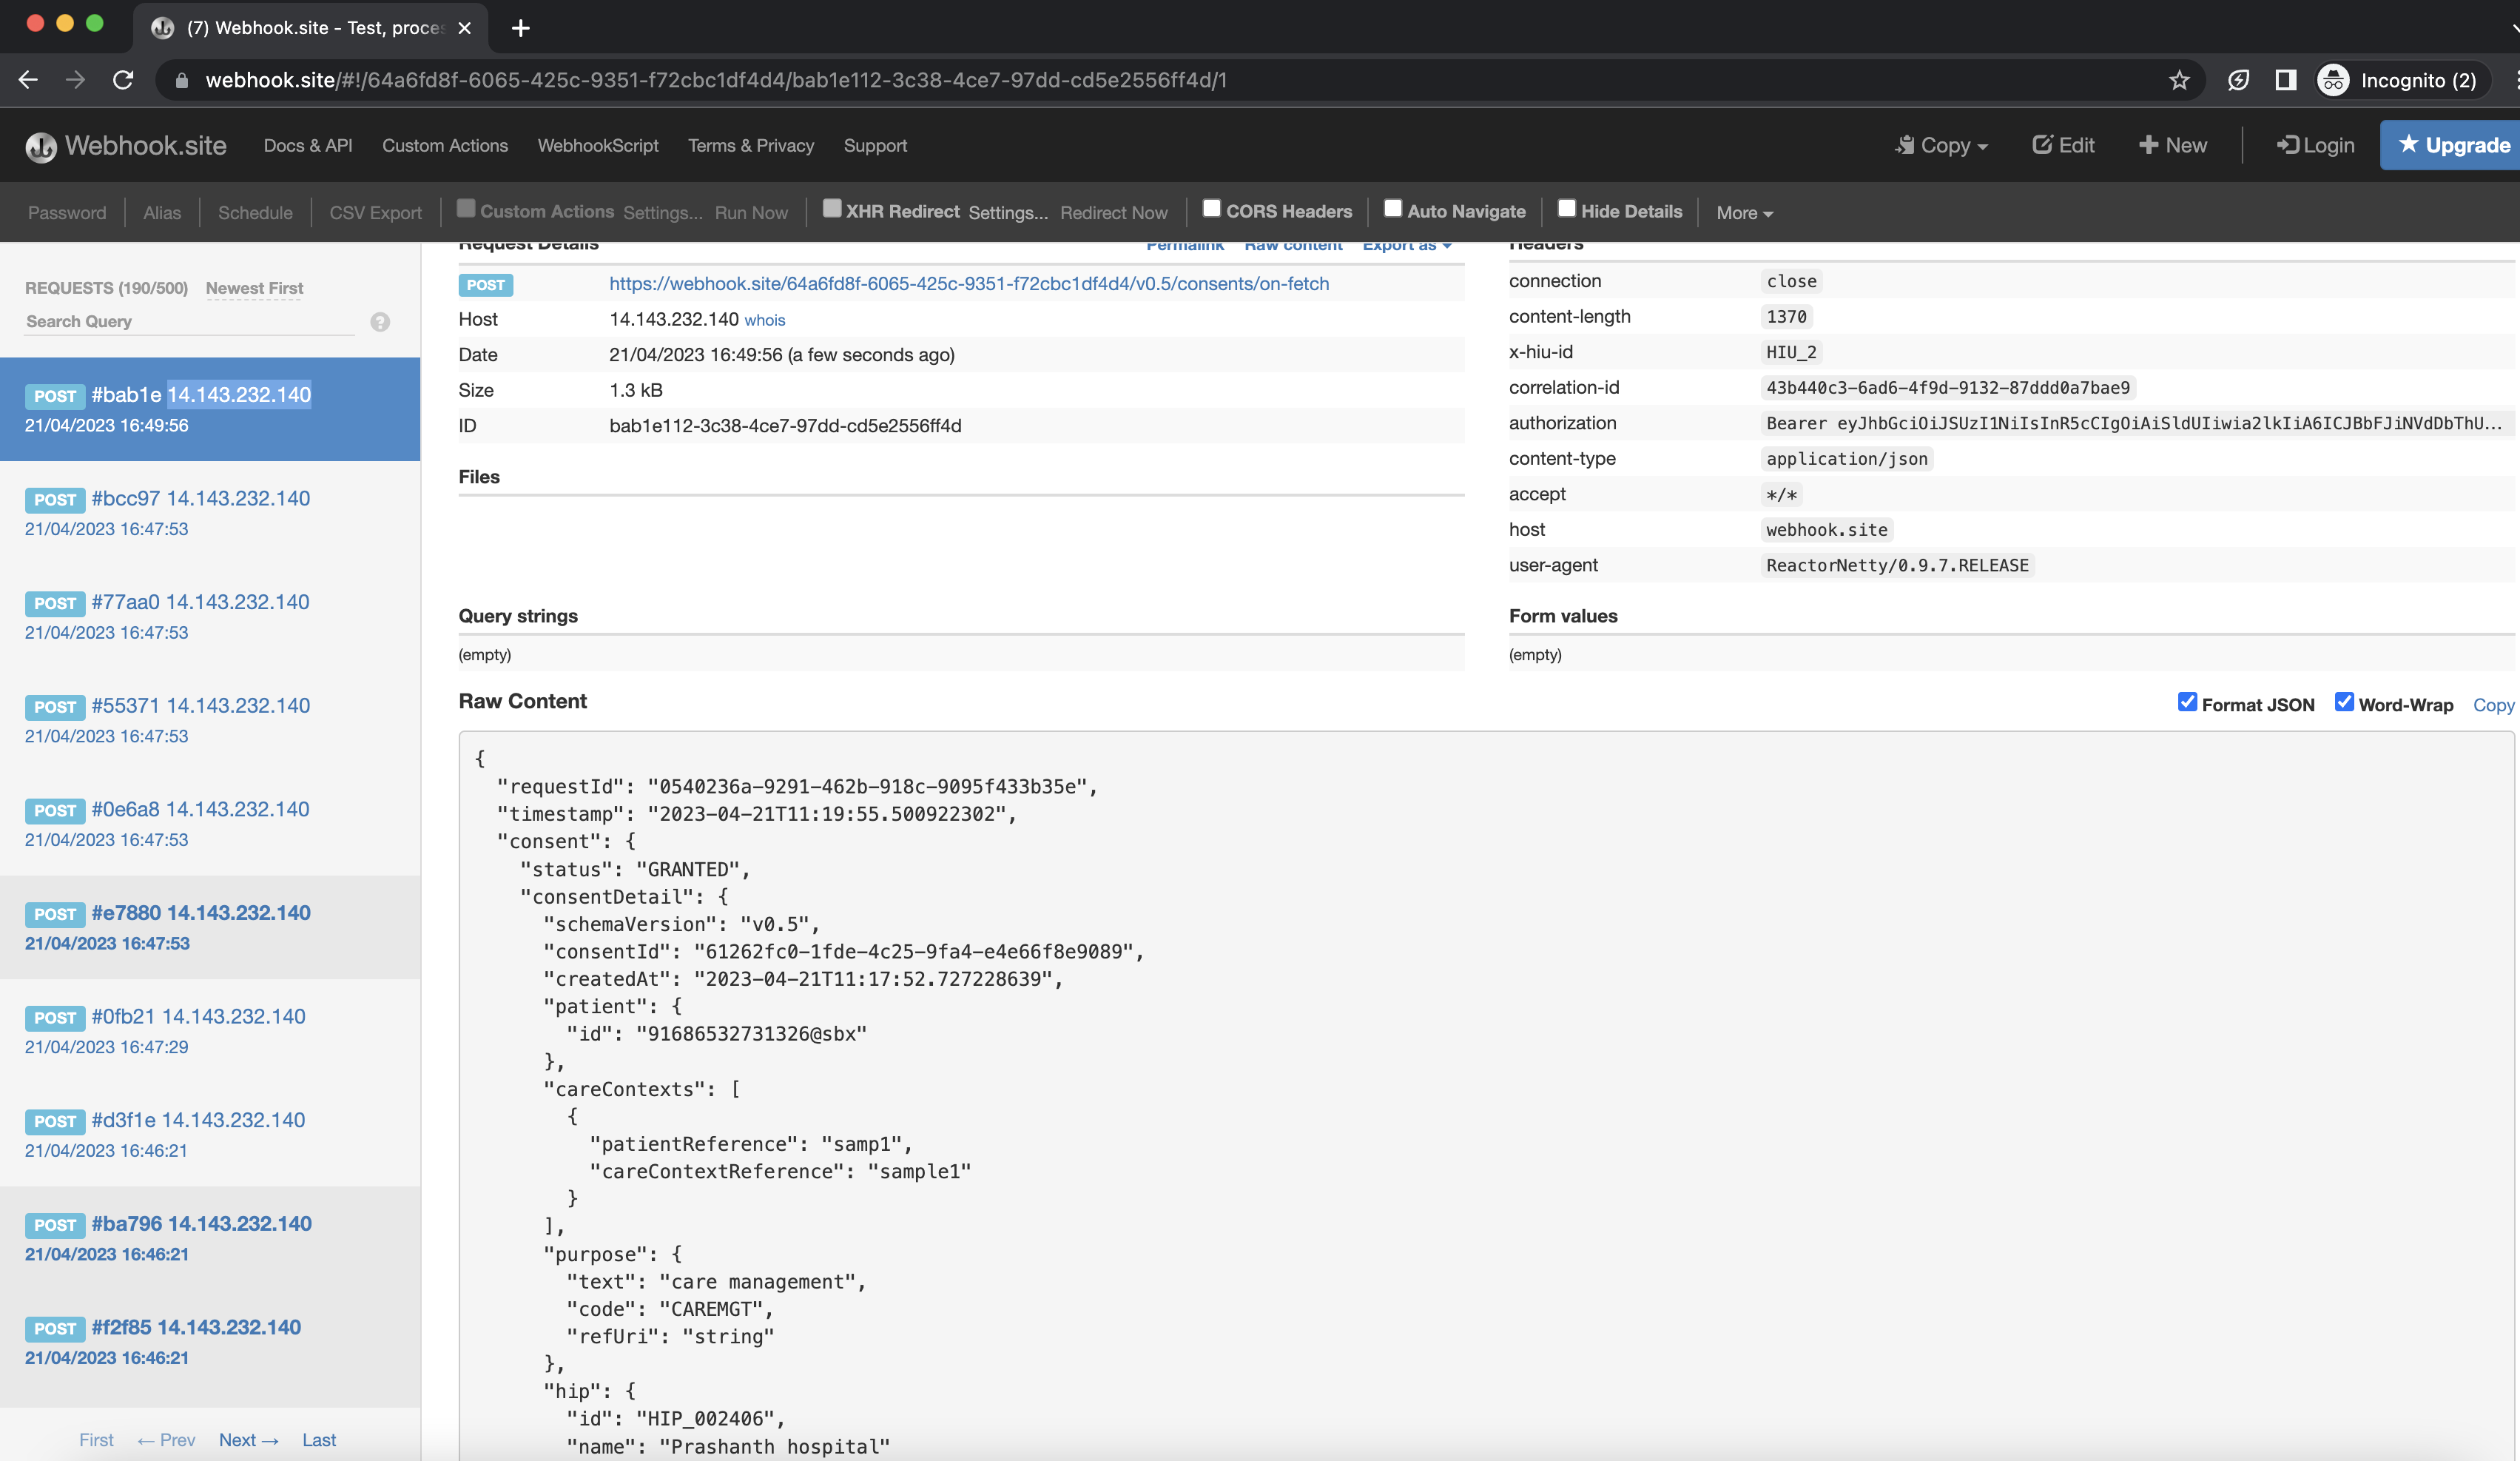 (7) Webhook.site - Test, proces
webhook.site/#!/64a6fd8f-6065-425c-9351-f72cbc1df4d4/bab1e112-3c38-4ce7-97dd-cd5e2556ff4d/1
Incognito (2)
Webhook.site Docs & API Custom Actions WebhookScript Terms & Privacy Support Copy Edit New Login Upgrade
Password Alias Schedule CSV Export Custom Actions Settings... Run Now XHR Redirect Settings... Redirect Now CORS Headers Auto Navigate Hide Details More
REQUESTS (190/500) Newest First
Search Query ?
POST #bab1e 14.143.232.140
21/04/2023 16:49:56
POST #bcc97 14.143.232.140
21/04/2023 16:47:53
POST #77aa0 14.143.232.140
21/04/2023 16:47:53
POST #55371 14.143.232.140
21/04/2023 16:47:53
POST #0e6a8 14.143.232.140
21/04/2023 16:47:53
POST #e7880 14.143.232.140
21/04/2023 16:47:53
POST #0fb21 14.143.232.140
21/04/2023 16:47:29
POST #d3f1e 14.143.232.140
21/04/2023 16:46:21
POST #ba796 14.143.232.140
21/04/2023 16:46:21
POST #f2f85 14.143.232.140
21/04/2023 16:46:21
First ← Prev Next → Last
Request Details Permalink Raw content Export as
POST https://webhook.site/64a6fd8f-6065-425c-9351-f72cbc1df4d4/v0.5/consents/on-fetch
Host 14.143.232.140 whois
Date 21/04/2023 16:49:56 (a few seconds ago)
Size 1.3 kB
ID bab1e112-3c38-4ce7-97dd-cd5e2556ff4d
Files
Headers
connection close
content-length 1370
x-hiu-id HIU_2
correlation-id 43b440c3-6ad6-4f9d-9132-87ddd0a7bae9
authorization Bearer eyJhbGciOiJSUzI1NiIsInR5cCIgOiAiSldUIiwia2lkIiA6ICJBbFJiNVdDbThU...
content-type application/json
accept */*
host webhook.site
user-agent ReactorNetty/0.9.7.RELEASE
Query strings
(empty)
Form values
(empty)
Raw Content Format JSON Word-Wrap Copy
{
"requestId": "0540236a-9291-462b-918c-9095f433b35e",
"timestamp": "2023-04-21T11:19:55.500922302",
"consent": {
"status": "GRANTED",
"consentDetail": {
"schemaVersion": "v0.5",
"consentId": "61262fc0-1fde-4c25-9fa4-e4e66f8e9089",
"createdAt": "2023-04-21T11:17:52.727228639",
"patient": {
"id": "91686532731326@sbx"
},
"careContexts": [
{
"patientReference": "samp1",
"careContextReference": "sample1"
}
],
"purpose": {
"text": "care management",
"code": "CAREMGT",
"refUri": "string"
},
"hip": {
"id": "HIP_002406",
"name": "Prashanth hospital"